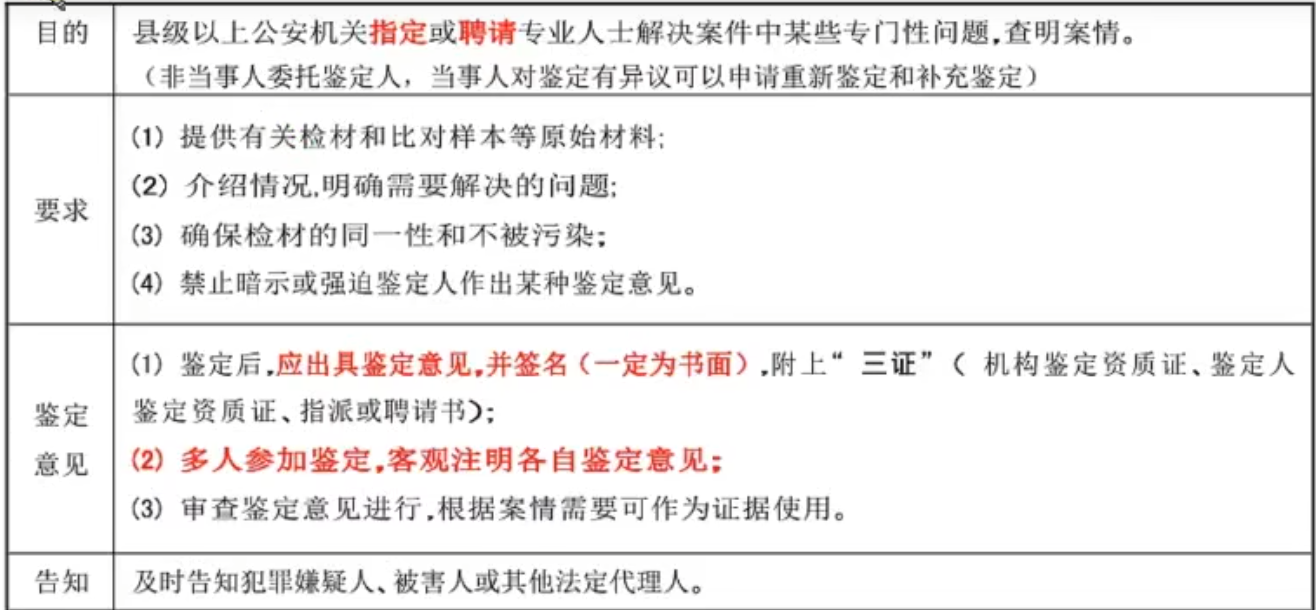 目的
县级以上公安机关指定或聘请专业人士解决案件中某些专门性问题,查明案情。
（非当事人委托鉴定人，当事人对鉴定有异议可以申请重新鉴定和补充鉴定）
要求
(1) 提供有关检材和比对样本等原始材料;
(2) 介绍情况,明确需要解决的问题;
(3) 确保检材的同一性和不被污染;
(4) 禁止暗示或强迫鉴定人作出某种鉴定意见。
鉴定
意见
(1) 鉴定后,应出具鉴定意见,并签名（一定为书面）,附上“三证”（ 机构鉴定资质证、鉴定人
鉴定资质证、指派或聘请书);
(2) 多人参加鉴定,客观注明各自鉴定意见;
(3) 审查鉴定意见进行,根据案情需要可作为证据使用。
告知
及时告知犯罪嫌疑人、被害人或其他法定代理人。